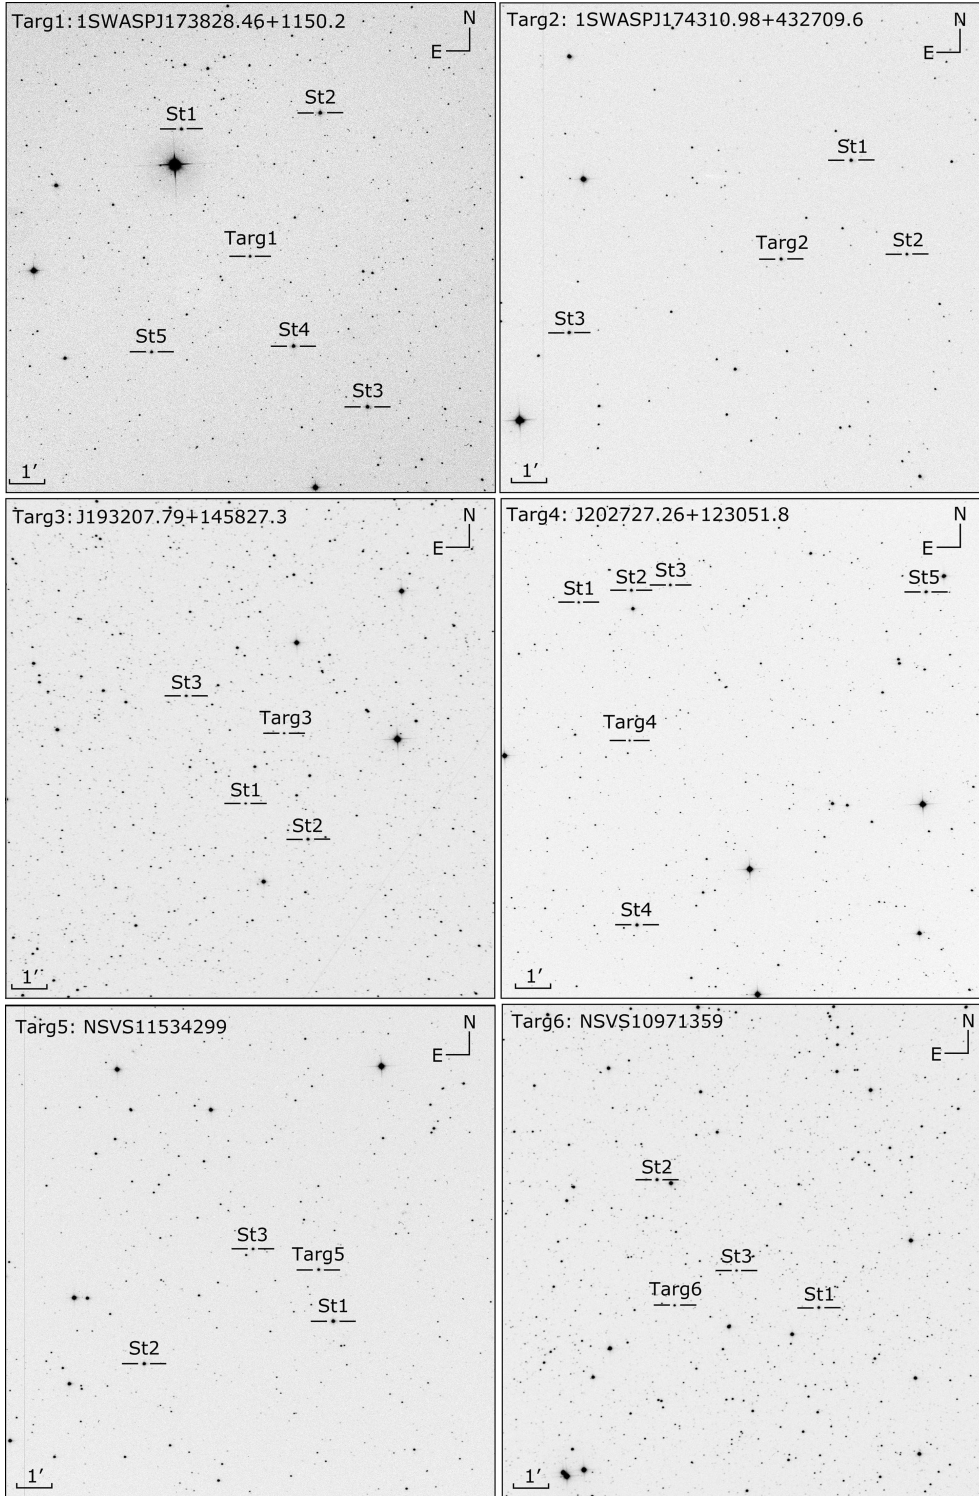 Targ1: 1SWASPJ173828.46+1150.2
N
E
St2
St1
Targ1
St5
St4
St3
1′
Targ2: 1SWASPJ174310.98+432709.6
N
E
St1
Targ2
St2
St3
1′
Targ3: J193207.79+145827.3
N
E
St3
Targ3
St1
St2
1′
Targ4: J202727.26+123051.8
N
E
St1
St2
St3
St5
Targ4
St4
1′
Targ5: NSVS11534299
N
E
St3
Targ5
St1
St2
1′
Targ6: NSVS10971359
N
E
St2
St3
Targ6
St1
1′